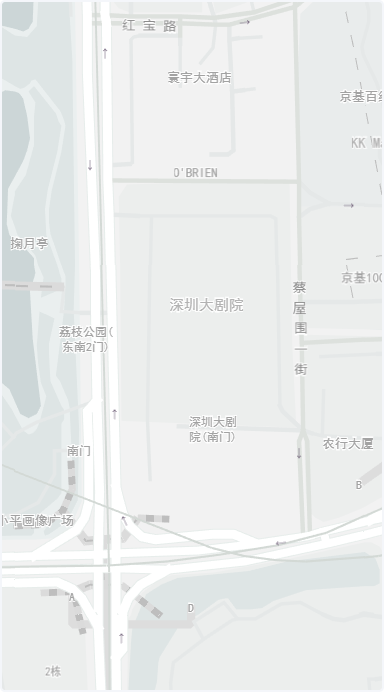 红宝路
寰宇大酒店
京基百纟
KK MA
O'BRIEN
掬月亭
京基100
深圳大剧院
蔡屋围一街
荔枝公园(
东南2门)
深圳大剧
院(南门)
农行大厦
南门
B
小平画像广场
A
D
2栋